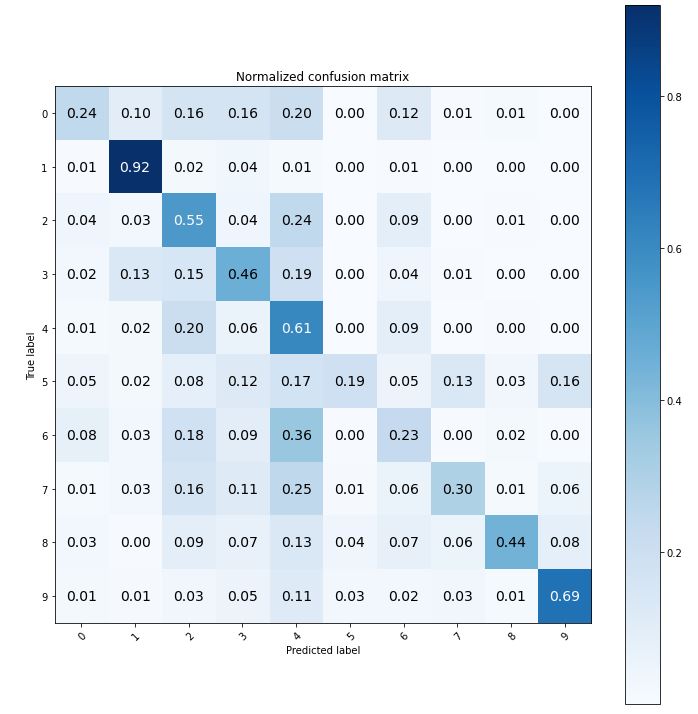 Normalized confusion matrix
True label
0 0.24 0.10 0.16 0.16 0.20 0.00 0.12 0.01 0.01 0.00
1 0.01 0.92 0.02 0.04 0.01 0.00 0.01 0.00 0.00 0.00
2 0.04 0.03 0.55 0.04 0.24 0.00 0.09 0.00 0.01 0.00
3 0.02 0.13 0.15 0.46 0.19 0.00 0.04 0.01 0.00 0.00
4 0.01 0.02 0.20 0.06 0.61 0.00 0.09 0.00 0.00 0.00
5 0.05 0.02 0.08 0.12 0.17 0.19 0.05 0.13 0.03 0.16
6 0.08 0.03 0.18 0.09 0.36 0.00 0.23 0.00 0.02 0.00
7 0.01 0.03 0.16 0.11 0.25 0.01 0.06 0.30 0.01 0.06
8 0.03 0.00 0.09 0.07 0.13 0.04 0.07 0.06 0.44 0.08
9 0.01 0.01 0.03 0.05 0.11 0.03 0.02 0.03 0.01 0.69
0 1 2 3 4 5 6 7 8 9
Predicted label
0.8
0.6
0.4
0.2